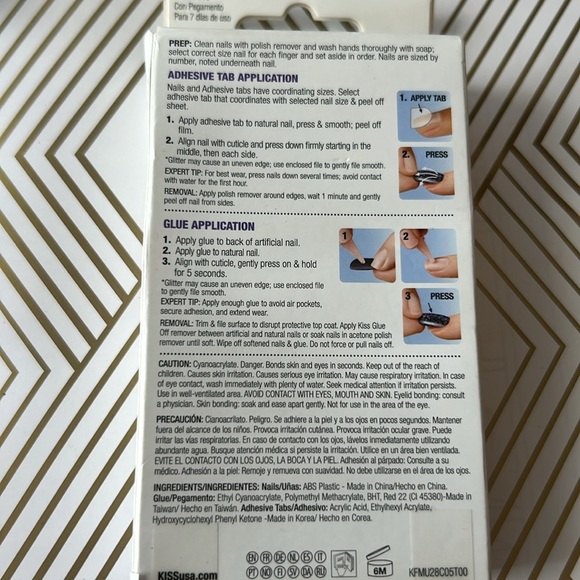 Con Pegamento
Para 7 días de uso
PREP: Clean nails with polish remover and wash hands thoroughly with soap; select correct size nail for each finger and set aside in order. Nails are sized by number, noted underneath nail.
ADHESIVE TAB APPLICATION
Nails and Adhesive tabs have coordinating sizes. Select
adhesive tab that coordinates with selected nail size & peel off
sheet.
1. Apply adhesive tab to natural nail, press & smooth; peel off
film.
2. Align nail with cuticle and press down firmly starting in the
middle, then each side.
*Glitter may cause an uneven edge; use enclosed file to gently file smooth.
EXPERT TIP: For best wear, press nails down several times; avoid contact
with water for the first hour.
REMOVAL: Apply polish remover around edges, wait 1 minute and gently
peel off nail from sides.
1. APPLY TAB
2. PRESS
GLUE APPLICATION
1. Apply glue to back of artificial nail.
2. Apply glue to natural nail.
3. Align with cuticle, gently press on & hold
for 5 seconds.
*Glitter may cause an uneven edge; use enclosed file
to gently file smooth.
EXPERT TIP: Apply enough glue to avoid air pockets,
secure adhesion, and extend wear.
REMOVAL: Trim & file surface to disrupt protective top coat. Apply Kiss Glue
Off remover between artificial and natural nails or soak nails in acetone polish
remover until soft. Wipe off softened nails & glue. Do not force or pull nails off.
1
2
3 PRESS
CAUTION: Cyanoacrylate. Danger. Bonds skin and eyes in seconds. Keep out of the reach of
children. Causes skin irritation. Causes serious eye irritation. May cause respiratory irritation. In case
of eye contact, wash immediately with plenty of water. Seek medical attention if irritation persists.
Use in well-ventilated area. AVOID CONTACT WITH EYES, MOUTH AND SKIN. Eyelid bonding: consult
a physician. Skin bonding: soak and ease apart gently. Not for use in the area of the eye.
PRECAUCIÓN: Cianoacrilato. Peligro. Se adhiere a la piel y a los ojos en pocos segundos. Mantener
fuera del alcance de los niños. Provoca irritación cutánea. Provoca irritación ocular grave. Puede
irritar las vías respiratorias. En caso de contacto con los ojos, lávelos inmediatamente utilizando
abundante agua. Busque atención médica si persiste la irritación. Utilice en un área bien ventilada.
EVITE EL CONTACTO CON LOS OJOS, LA BOCA Y LA PIEL. Adhesión al párpado: Consulte a su
médico. Adhesión a la piel: Remoje y remueva con suavidad. No debe utilizarse en el área de los ojos.
INGREDIENTS/INGREDIENTES: Nails/Uñas: ABS Plastic - Made in China/Hecho en China.
Glue/Pegamento: Ethyl Cyanoacrylate, Polymethyl Methacrylate, BHT, Red 22 (CI 45380)-Made in
Taiwan/ Hecho en Taiwán. Adhesive Tabs/Adhesivo: Acrylic Acid, Ethylhexyl Acrylate,
Hydroxycyclohexyl Phenyl Ketone -Made in Korea/ Hecho en Corea.
EN FR DE NL ES IT
PT NO FI SV DA RU
6M
KISSusa.com
KFMU28C05T00